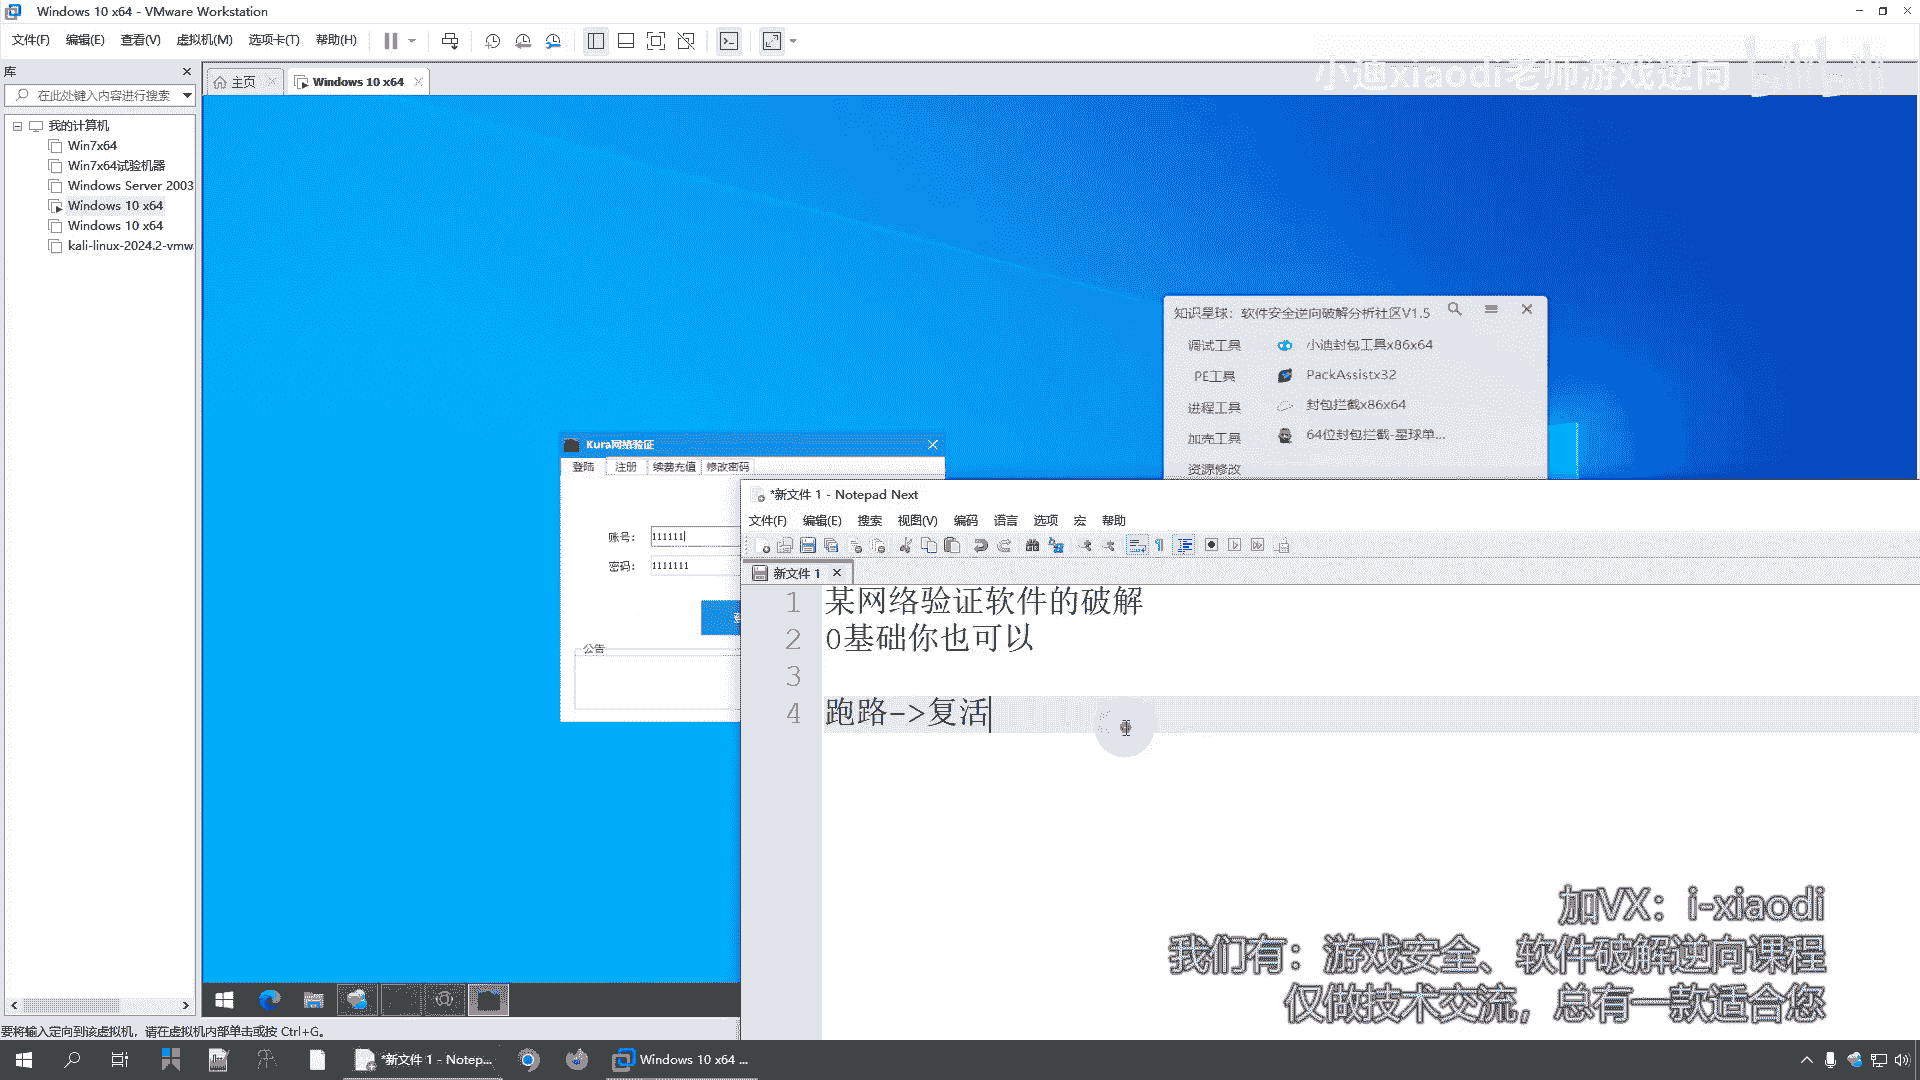 Windows 10 x64 - VMware Workstation
文件(F) 编辑(E) 查看(V) 虚拟机(M) 选项卡(T) 帮助(H)
库
在此处键入内容进行搜索
主页
Windows 10 x64
小迪xiaodi老师游戏逆向
bilibili
我的计算机
Win7x64
Win7x64试验机器
Windows Server 2003
Windows 10 x64
Windows 10 x64
kali-linux-2024.2-vmw
知识星球：软件安全逆向破解分析社区V1.5
调试工具 小迪封包工具x86x64
PE工具 PackAssistx32
进程工具 封包拦截x86x64
加壳工具 64位封包拦截-星球单...
资源修改
Kura网络验证
登陆 注册 续费充值 修改密码
账号： 111111
密码： 1111111
公告
*新文件 1 - Notepad Next
文件(F) 编辑(E) 搜索 视图(V) 编码 语言 选项 宏 帮助
新文件 1
1 某网络验证软件的破解
2 0基础你也可以
3
4 跑路->复活
加VX：i-xiaodi
我们有：游戏安全、软件破解逆向课程
仅做技术交流，总有一款适合您
要将输入定向到该虚拟机，请在虚拟机内部单击或按 Ctrl+G。
*新文件 1 - Notep...
Windows 10 x64 ...